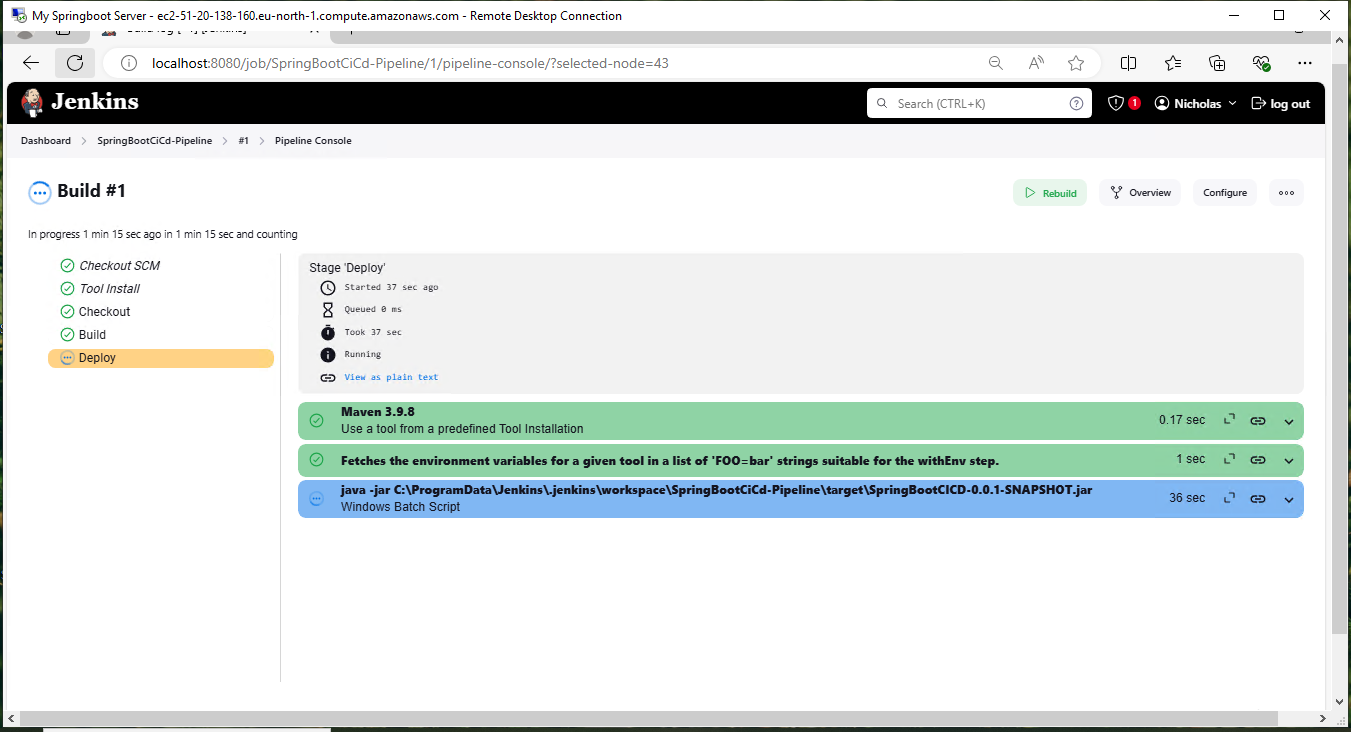 My Springboot Server - ec2-51-20-138-160.eu-north-1.compute.amazonaws.com - Remote Desktop Connection
localhost:8080/job/SpringBootCiCd-Pipeline/1/pipeline-console/?selected-node=43
Jenkins
Search (CTRL+K)
1
Nicholas
log out
Dashboard
SpringBootCiCd-Pipeline
#1
Pipeline Console
Build #1
Rebuild
Overview
Configure
In progress 1 min 15 sec ago in 1 min 15 sec and counting
Checkout SCM
Tool Install
Checkout
Build
Deploy
Stage 'Deploy'
Started 37 sec ago
Queued 0 ms
Took 37 sec
Running
View as plain text
Maven 3.9.8
Use a tool from a predefined Tool Installation
0.17 sec
Fetches the environment variables for a given tool in a list of 'FOO=bar' strings suitable for the withEnv step.
1 sec
java -jar C:\ProgramData\Jenkins\.jenkins\workspace\SpringBootCiCd-Pipeline\target\SpringBootCICD-0.0.1-SNAPSHOT.jar
Windows Batch Script
36 sec